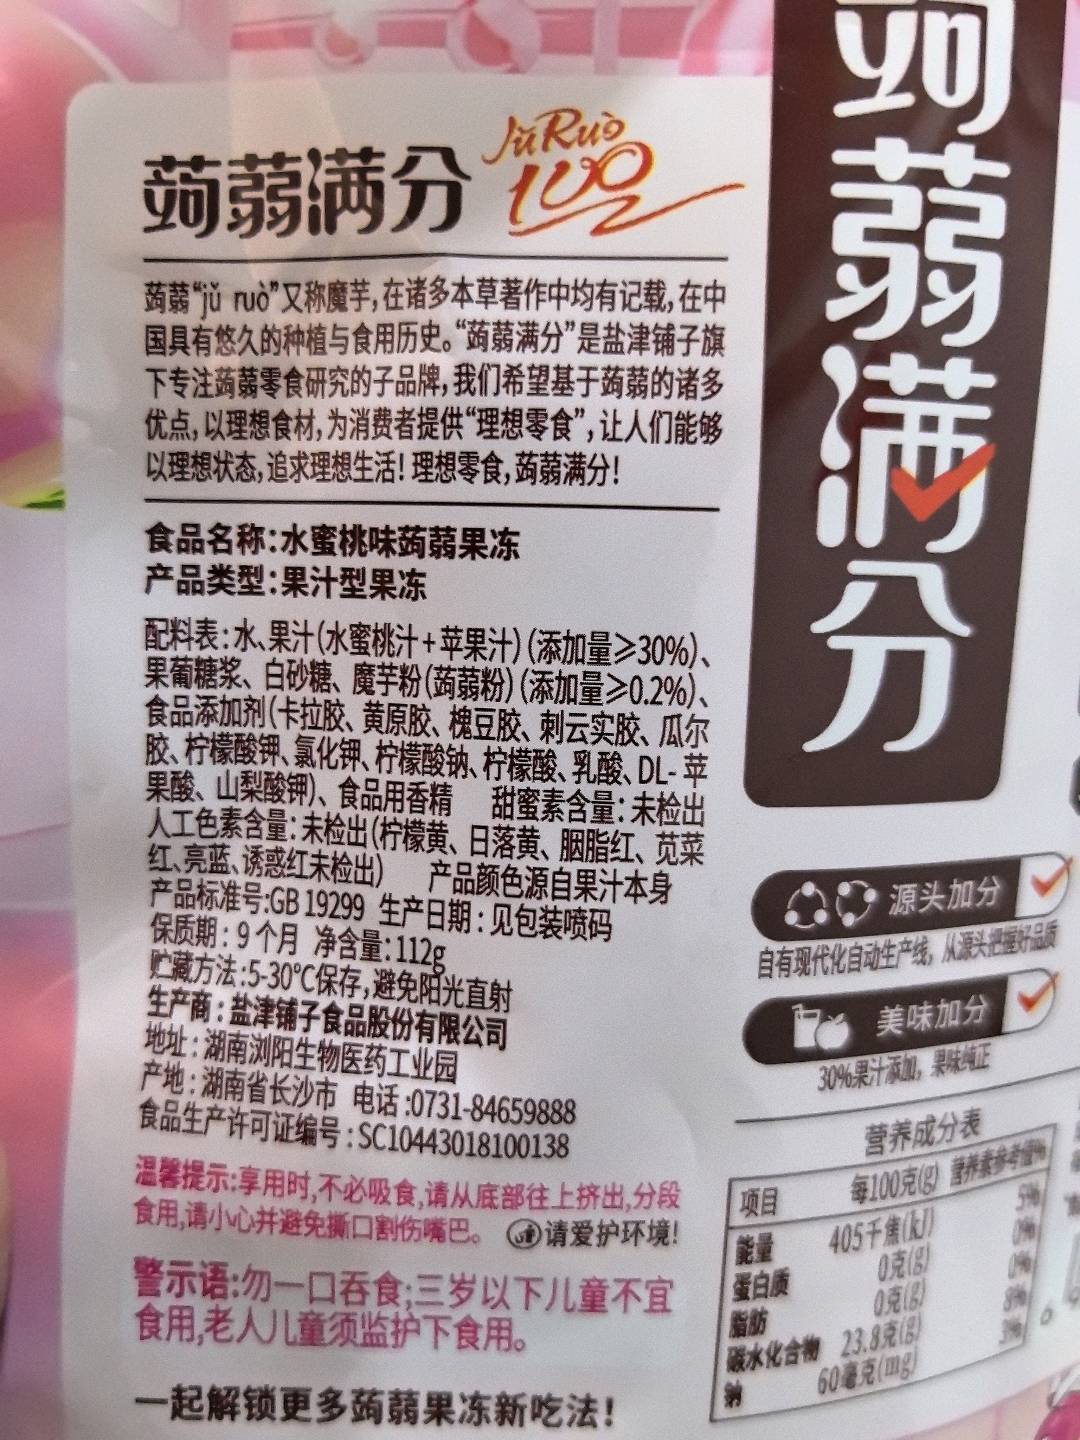 蒟蒻满分
JǔRuò
100
蒟蒻“jǔ ruò”又称魔芋,在诸多本草著作中均有记载,在中
国具有悠久的种植与食用历史。“蒟蒻满分”是盐津铺子旗
下专注蒟蒻零食研究的子品牌,我们希望基于蒟蒻的诸多
优点,以理想食材,为消费者提供“理想零食”,让人们能够
以理想状态,追求理想生活!理想零食,蒟蒻满分!
食品名称:水蜜桃味蒟蒻果冻
产品类型:果汁型果冻
配料表:水、果汁(水蜜桃汁+苹果汁)(添加量≥30%)、
果葡糖浆、白砂糖、魔芋粉(蒟蒻粉)(添加量≥0.2%)、
食品添加剂(卡拉胶、黄原胶、槐豆胶、刺云实胶、瓜尔
胶、柠檬酸钾、氯化钾、柠檬酸钠、柠檬酸、乳酸、DL-苹
果酸、山梨酸钾)、食品用香精 甜蜜素含量:未检出
人工色素含量:未检出(柠檬黄、日落黄、胭脂红、苋菜
红、亮蓝、诱惑红未检出) 产品颜色源自果汁本身
产品标准号:GB 19299 生产日期:见包装喷码
保质期:9个月 净含量:112g
贮藏方法:5-30℃保存,避免阳光直射
生产商:盐津铺子食品股份有限公司
地址:湖南浏阳生物医药工业园
产地:湖南省长沙市 电话:0731-84659888
食品生产许可证编号:SC10443018100138
温馨提示:享用时,不必吸食,请从底部往上挤出,分段
食用,请小心并避免撕口割伤嘴巴。 请爱护环境!
警示语:勿一口吞食;三岁以下儿童不宜
食用,老人儿童须监护下食用。
一起解锁更多蒟蒻果冻新吃法!
蒟蒻满分
源头加分
自有现代化自动生产线,从源头把握好品质
美味加分
30%果汁添加,果味纯正
营养成分表
项目 每100克(g) 营养素参考值%
能量 405千焦(kJ) 5%
蛋白质 0克(g) 0%
脂肪 0克(g) 0%
碳水化合物 23.8克(g) 8%
钠 60毫克(mg) 3%